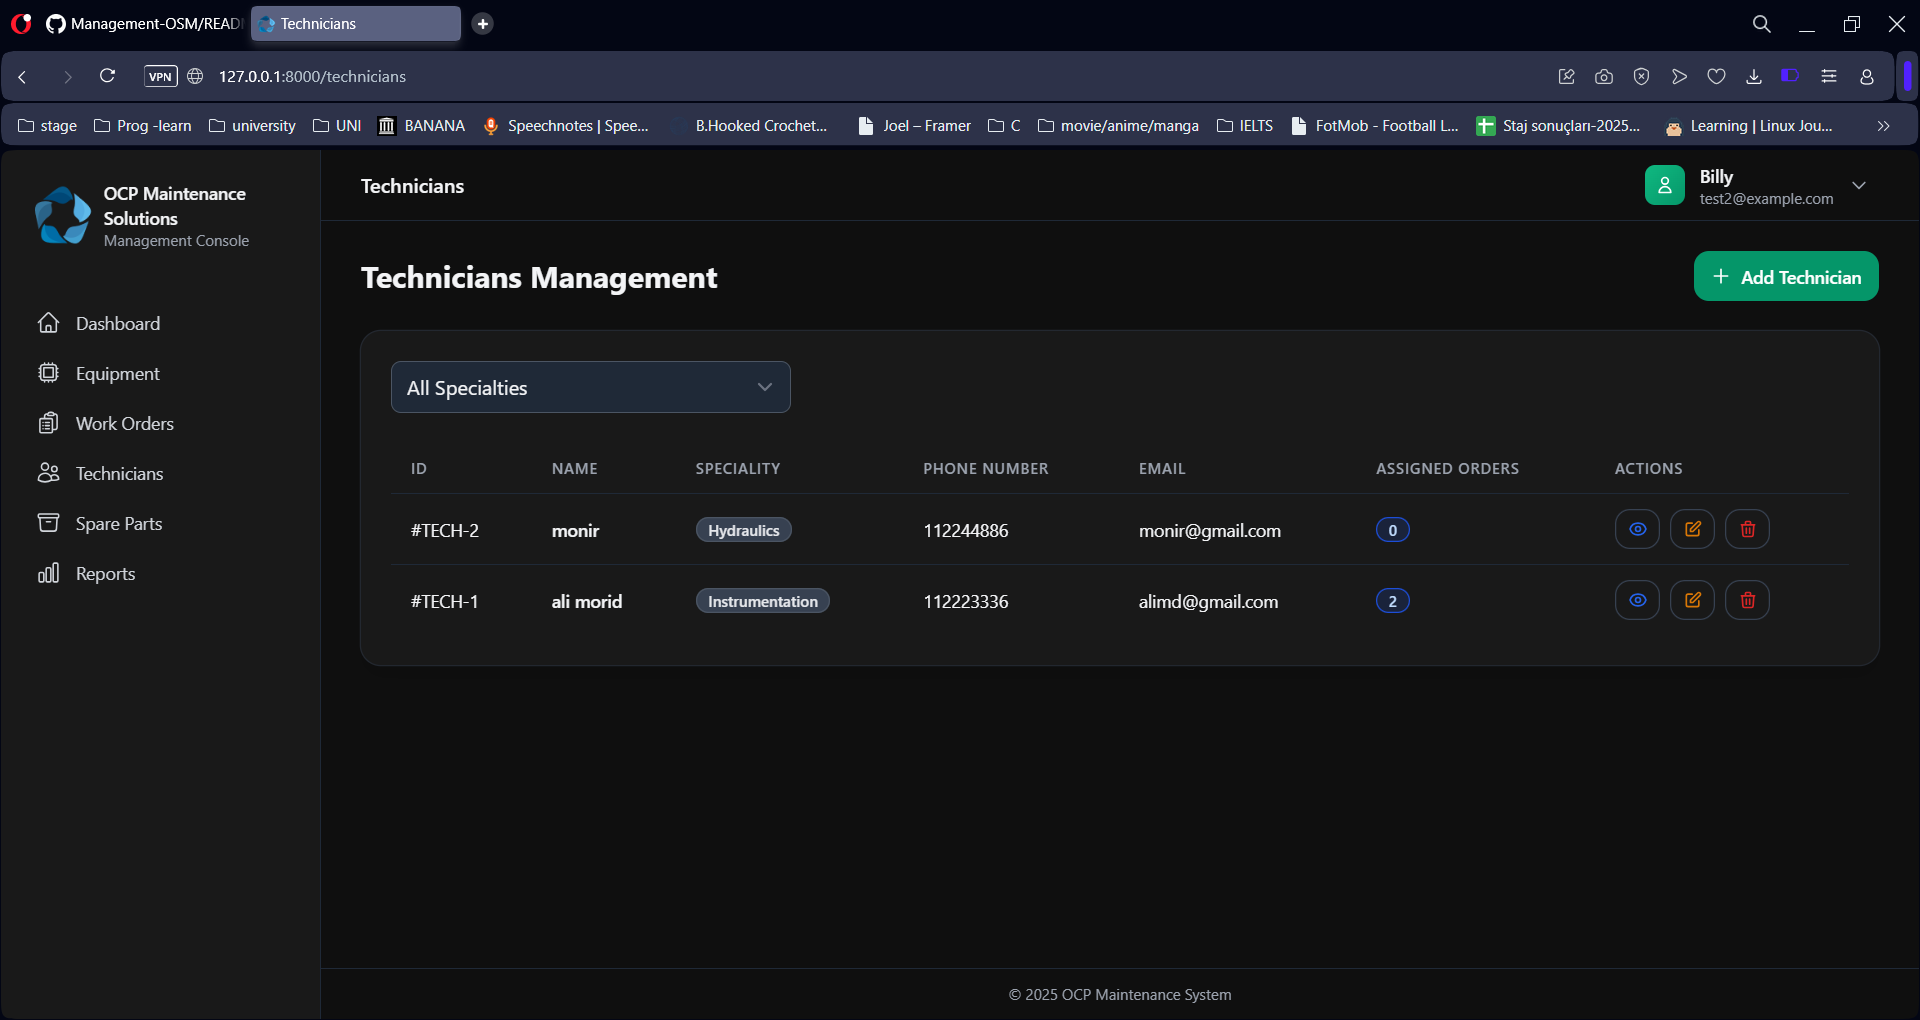 Management-OSM/READ
Technicians
VPN
127.0.0.1:8000/technicians
stage
Prog -learn
university
UNI
BANANA
Speechnotes | Spee...
B.Hooked Crochet...
Joel – Framer
C
movie/anime/manga
IELTS
FotMob - Football L...
Staj sonuçları-2025...
Learning | Linux Jou...
OCP Maintenance
Solutions
Management Console
Technicians
Billy
test2@example.com
Dashboard
Equipment
Work Orders
Technicians
Spare Parts
Reports
Technicians Management
Add Technician
All Specialties
ID NAME SPECIALITY PHONE NUMBER EMAIL ASSIGNED ORDERS ACTIONS
#TECH-2 monir Hydraulics 112244886 monir@gmail.com 0
#TECH-1 ali morid Instrumentation 112223336 alimd@gmail.com 2
© 2025 OCP Maintenance System